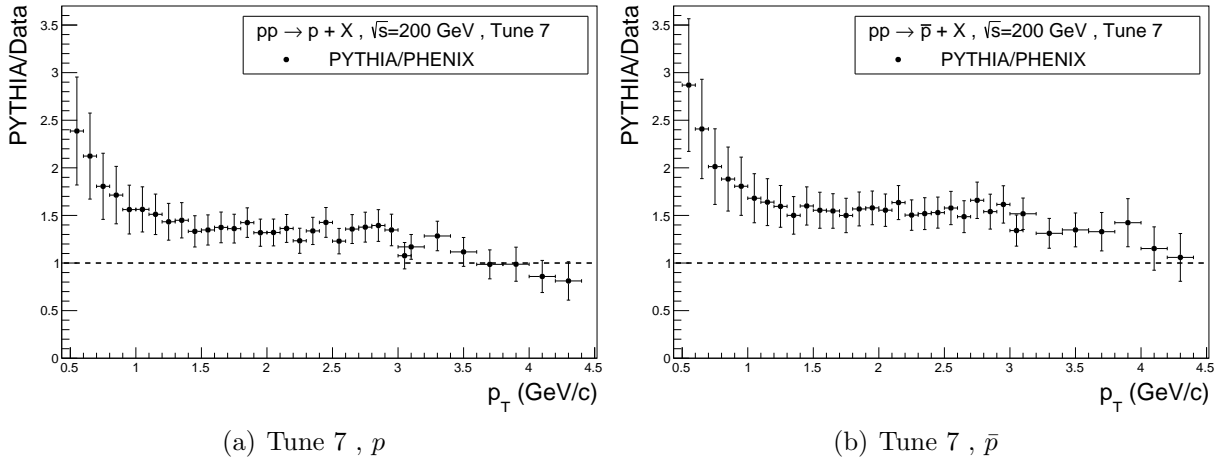 PYTHIA/Data
pp → p + X , √s=200 GeV , Tune 7
PYTHIA/PHENIX
3.5
3
2.5
2
1.5
1
0.5
0
0.5 1 1.5 2 2.5 3 3.5 4 4.5
p_T (GeV/c)
(a) Tune 7 , p
PYTHIA/Data
pp → p̄ + X , √s=200 GeV , Tune 7
PYTHIA/PHENIX
3.5
3
2.5
2
1.5
1
0.5
0
0.5 1 1.5 2 2.5 3 3.5 4 4.5
p_T (GeV/c)
(b) Tune 7 , p̄